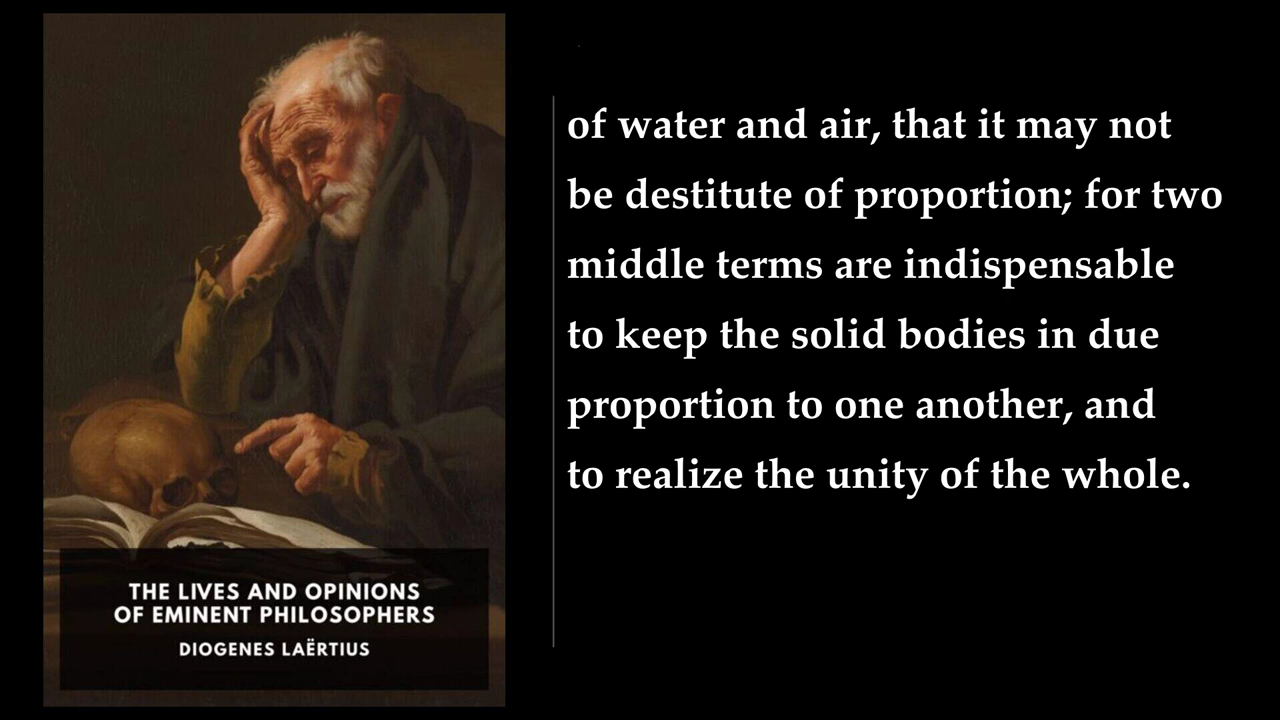 of water and air, that it may not
be destitute of proportion; for two
middle terms are indispensable
to keep the solid bodies in due
proportion to one another, and
to realize the unity of the whole.
THE LIVES AND OPINIONS
OF EMINENT PHILOSOPHERS
DIOGENES LAËRTIUS